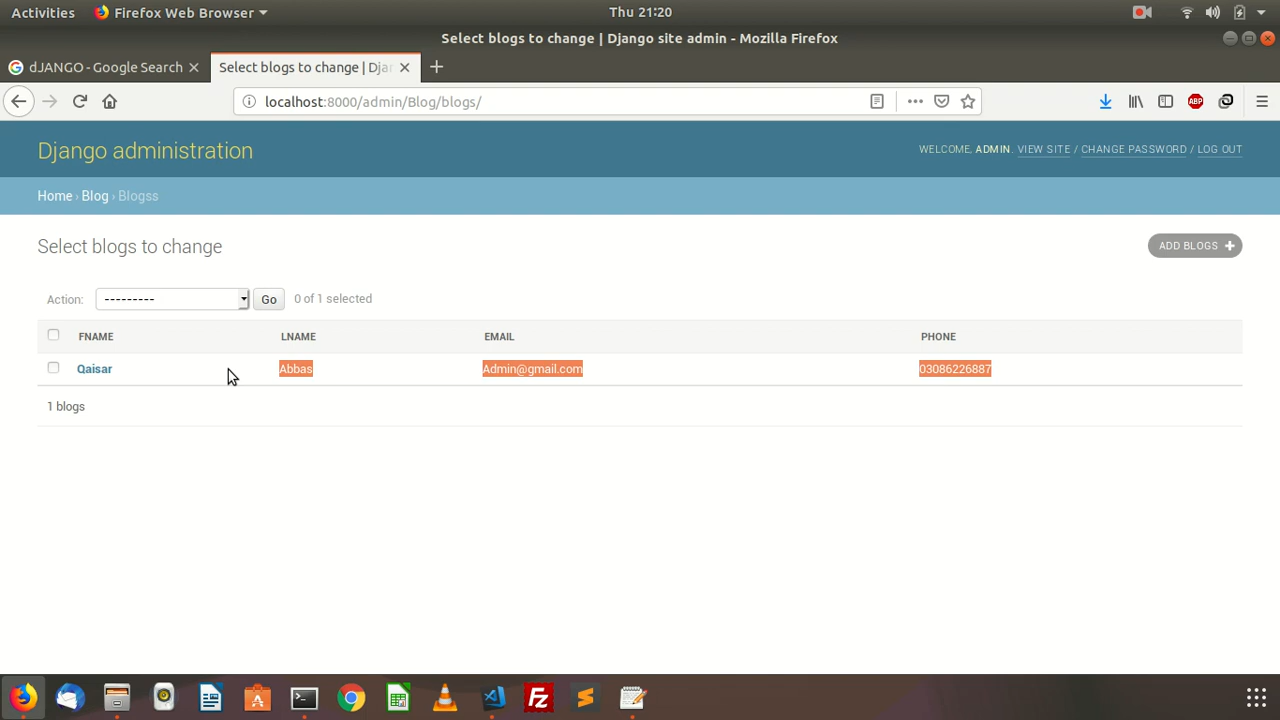 Activities Firefox Web Browser Thu 21:20
Select blogs to change | Django site admin - Mozilla Firefox
dJANGO - Google Search Select blogs to change | Djan
localhost:8000/admin/Blog/blogs/ ABP
Django administration WELCOME, ADMIN. VIEW SITE / CHANGE PASSWORD / LOG OUT
Home › Blog › Blogss
Select blogs to change ADD BLOGS +
Action: --------- Go 0 of 1 selected
FNAME LNAME EMAIL PHONE
Qaisar Abbas Admin@gmail.com 03086226887
1 blogs